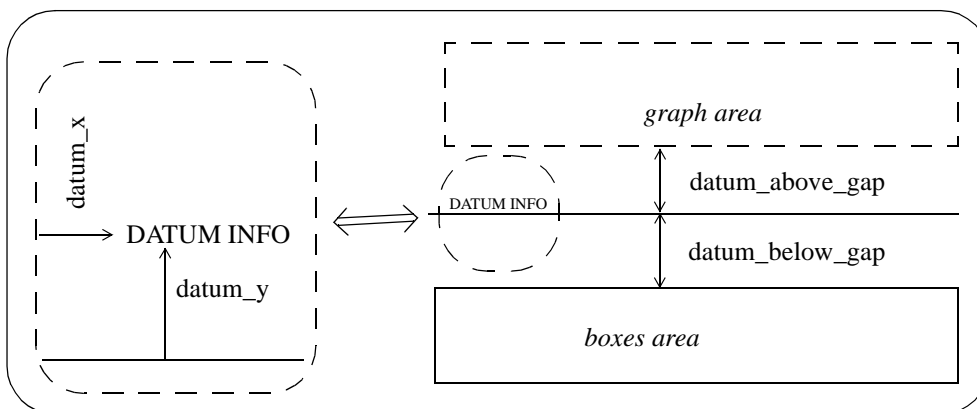 datum_x
DATUM INFO
datum_y
graph area
datum_above_gap
DATUM INFO
datum_below_gap
boxes area